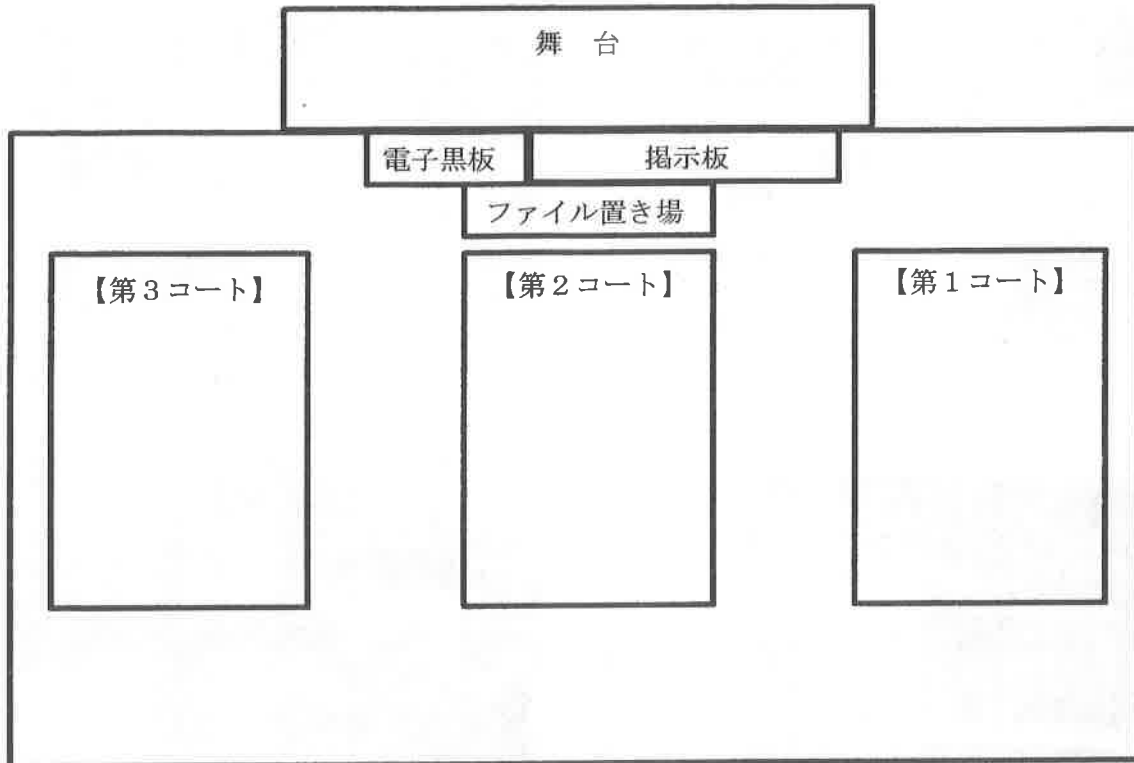 舞 台
電子黒板
掲示板
ファイル置き場
【第3コート】
【第2コート】
【第1コート】